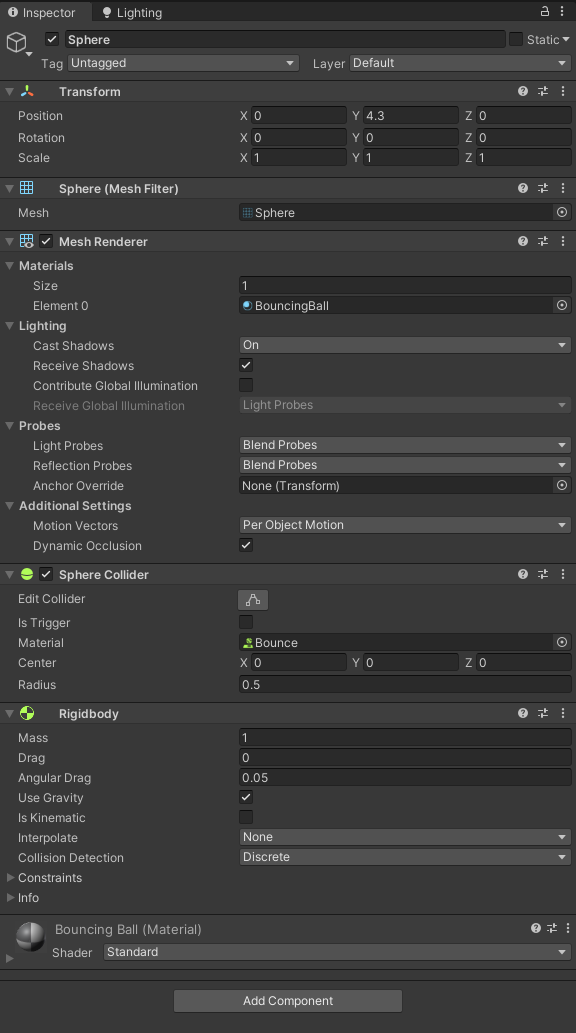 Inspector Lighting
Sphere Static
Tag Untagged Layer Default
Transform
Position X 0 Y 4.3 Z 0
Rotation X 0 Y 0 Z 0
Scale X 1 Y 1 Z 1
Sphere (Mesh Filter)
Mesh Sphere
Mesh Renderer
Materials
Size 1
Element 0 BouncingBall
Lighting
Cast Shadows On
Receive Shadows
Contribute Global Illumination
Receive Global Illumination Light Probes
Probes
Light Probes Blend Probes
Reflection Probes Blend Probes
Anchor Override None (Transform)
Additional Settings
Motion Vectors Per Object Motion
Dynamic Occlusion
Sphere Collider
Edit Collider
Is Trigger
Material Bounce
Center X 0 Y 0 Z 0
Radius 0.5
Rigidbody
Mass 1
Drag 0
Angular Drag 0.05
Use Gravity
Is Kinematic
Interpolate None
Collision Detection Discrete
Constraints
Info
Bouncing Ball (Material)
Shader Standard
Add Component